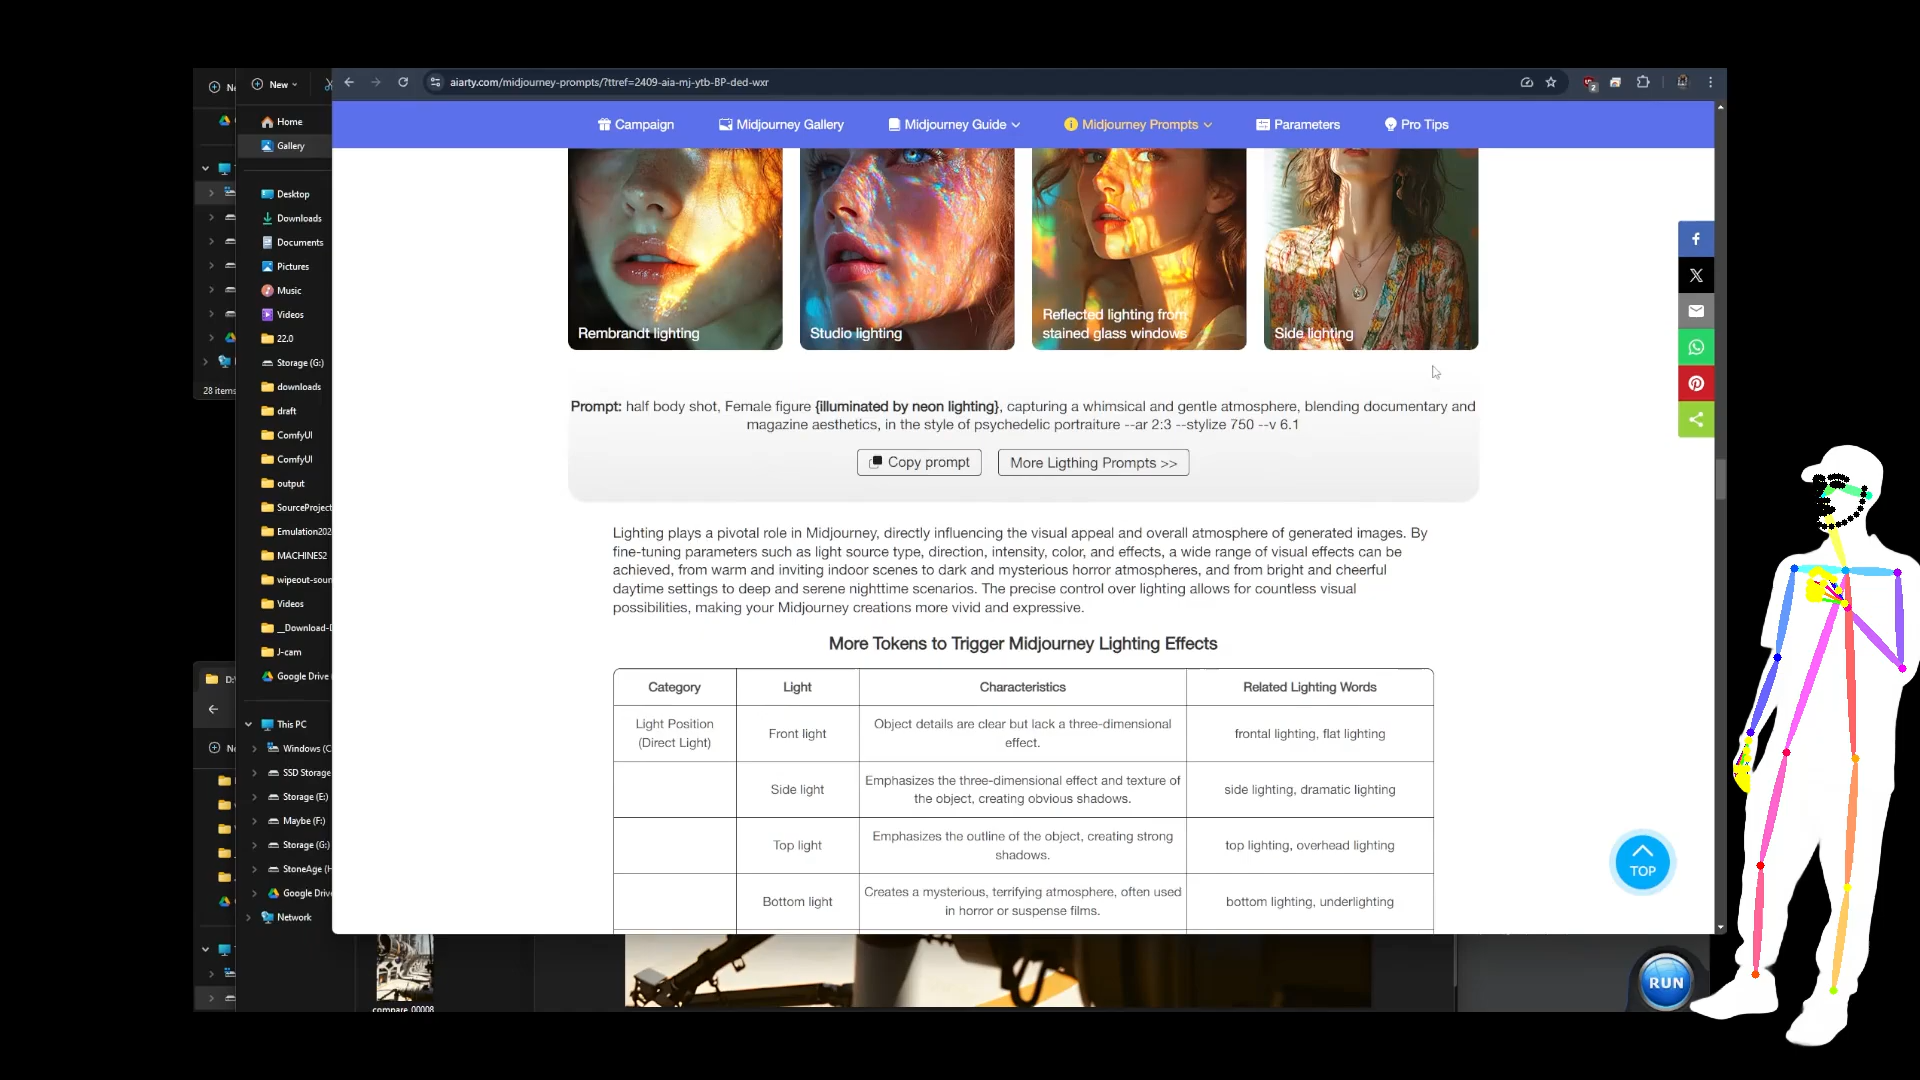 New
aiarty.com/midjourney-prompts/?ttref=2409-aia-mj-ytb-BP-ded-wxr
2
Campaign
Midjourney Gallery
Midjourney Guide
Midjourney Prompts
Parameters
Pro Tips
Home
Gallery
Desktop
Downloads
Documents
Pictures
Music
Videos
22.0
Storage (G:)
downloads
draft
ComfyUI
ComfyUI
output
SourceProject
Emulation202
MACHINES2
wipeout-soun
Videos
__Download-D
J-cam
Google Drive
This PC
Windows (C
SSD Storage
Storage (E:)
Maybe (F:)
Storage (G:)
StoneAge (H
Google Drive
Network
28 items
Rembrandt lighting
Studio lighting
Reflected lighting from
stained glass windows
Side lighting
Prompt: half body shot, Female figure {illuminated by neon lighting}, capturing a whimsical and gentle atmosphere, blending documentary and
magazine aesthetics, in the style of psychedelic portraiture --ar 2:3 --stylize 750 --v 6.1
Copy prompt
More Ligthing Prompts >>
Lighting plays a pivotal role in Midjourney, directly influencing the visual appeal and overall atmosphere of generated images. By
fine-tuning parameters such as light source type, direction, intensity, color, and effects, a wide range of visual effects can be
achieved, from warm and inviting indoor scenes to dark and mysterious horror atmospheres, and from bright and cheerful
daytime settings to deep and serene nighttime scenarios. The precise control over lighting allows for countless visual
possibilities, making your Midjourney creations more vivid and expressive.
More Tokens to Trigger Midjourney Lighting Effects
Category
Light
Characteristics
Related Lighting Words
Light Position
(Direct Light)
Front light
Object details are clear but lack a three-dimensional
effect.
frontal lighting, flat lighting
Side light
Emphasizes the three-dimensional effect and texture of
the object, creating obvious shadows.
side lighting, dramatic lighting
Top light
Emphasizes the outline of the object, creating strong
shadows.
top lighting, overhead lighting
Bottom light
Creates a mysterious, terrifying atmosphere, often used
in horror or suspense films.
bottom lighting, underlighting
TOP
RUN
compare_00008